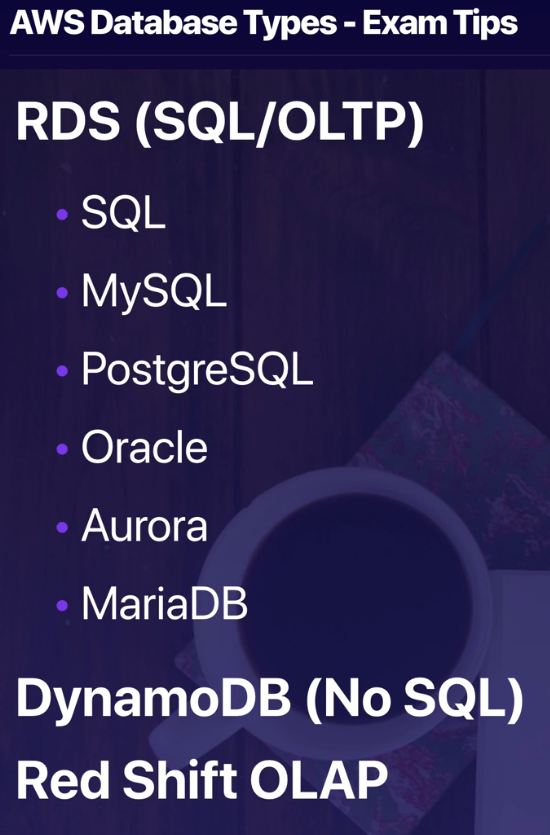 AWS Database Types - Exam Tips
RDS (SQL/OLTP)
• SQL
• MySQL
• PostgreSQL
• Oracle
• Aurora
• MariaDB
DynamoDB (No SQL)
Red Shift OLAP